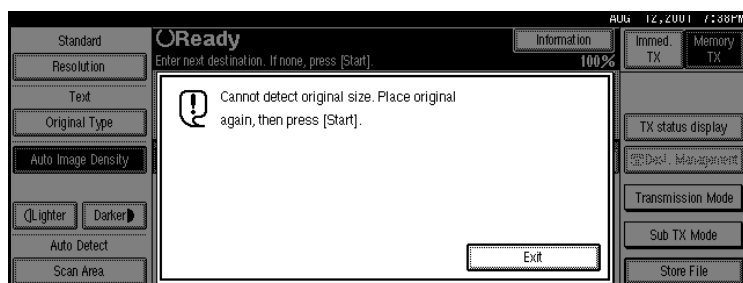 AUG 12,2001 7:38PM
Standard
Resolution
Text
Original Type
Auto Image Density
Lighter Darker
Auto Detect
Scan Area
Ready
Information
Enter next destination. If none, press [Start].
100%
Cannot detect original size. Place original
again, then press [Start].
Exit
Immed.
TX
Memory
TX
TX status display
Dest. Management
Transmission Mode
Sub TX Mode
Store File